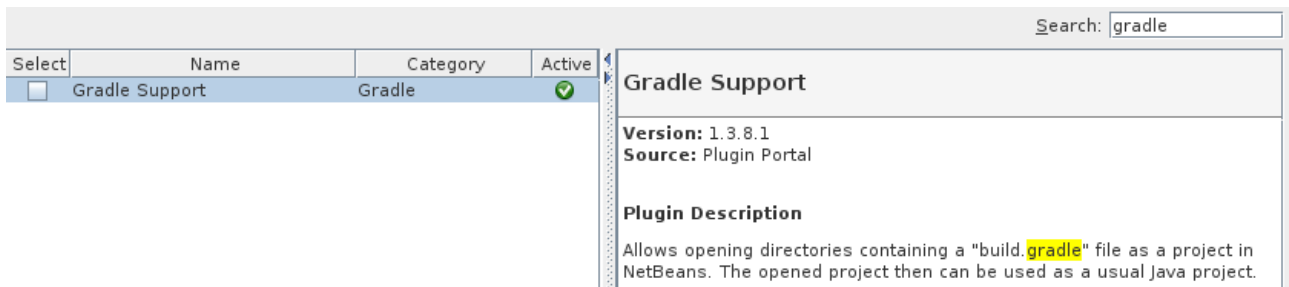 Search: gradle
Select Name Category Active
Gradle Support Gradle
Gradle Support
Version: 1.3.8.1
Source: Plugin Portal
Plugin Description
Allows opening directories containing a "build.gradle" file as a project in
NetBeans. The opened project then can be used as a usual Java project.